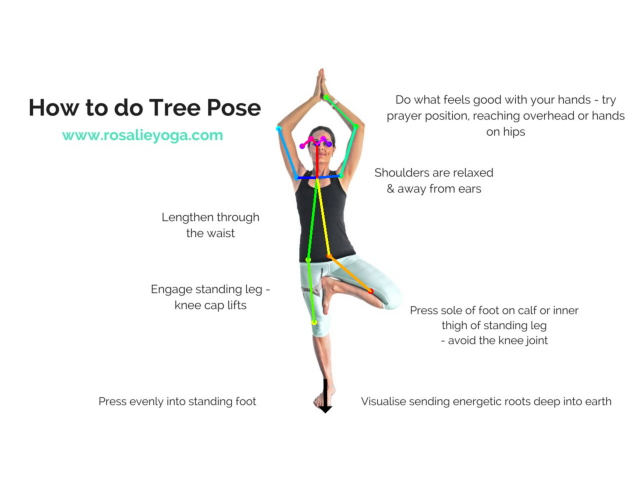 How to do Tree Pose
www.rosalieyoga.com
Do what feels good with your hands - try
prayer position, reaching overhead or hands
on hips
Shoulders are relaxed
& away from ears
Lengthen through
the waist
Engage standing leg -
knee cap lifts
Press sole of foot on calf or inner
thigh of standing leg
- avoid the knee joint
Press evenly into standing foot
Visualise sending energetic roots deep into earth